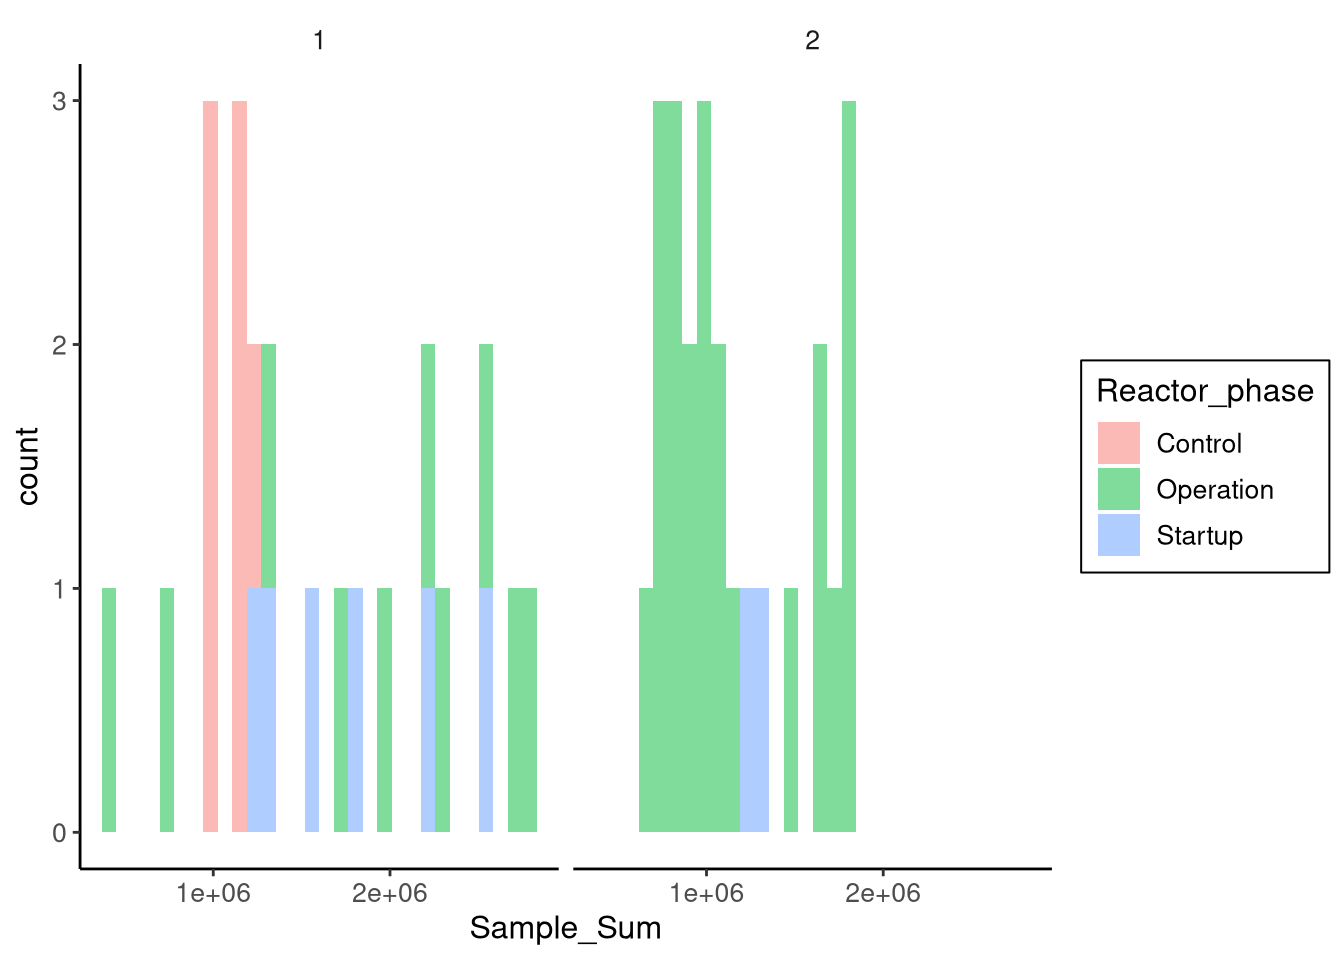 1
2
3
2
1
0
count
1e+06
2e+06
1e+06
2e+06
Sample_Sum
Reactor_phase
Control
Operation
Startup